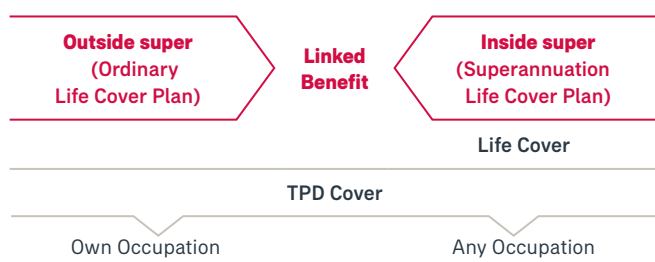 Outside super
(Ordinary
Life Cover Plan)
Linked
Benefit
Inside super
(Superannuation
Life Cover Plan)
Life Cover
TPD Cover
Own Occupation
Any Occupation